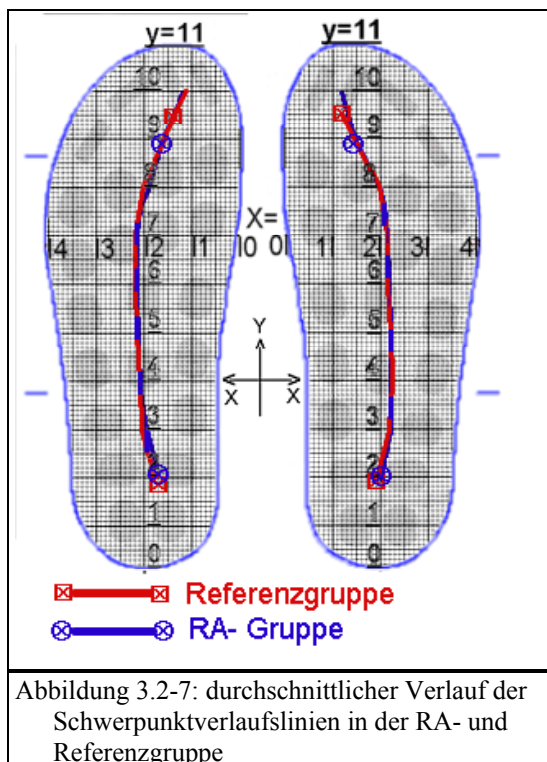 y=11 y=11
10 10
9 9
8 8
7 7
X=
4 3 2 1 0 0 1 2 3 4
6 6
5 5
Y
4 4
X X
3 3
2 2
1 1
0 0
Referenzgruppe
RA- Gruppe
Abbildung 3.2-7: durchschnittlicher Verlauf der
Schwerpunktverlaufslinien in der RA- und
Referenzgruppe